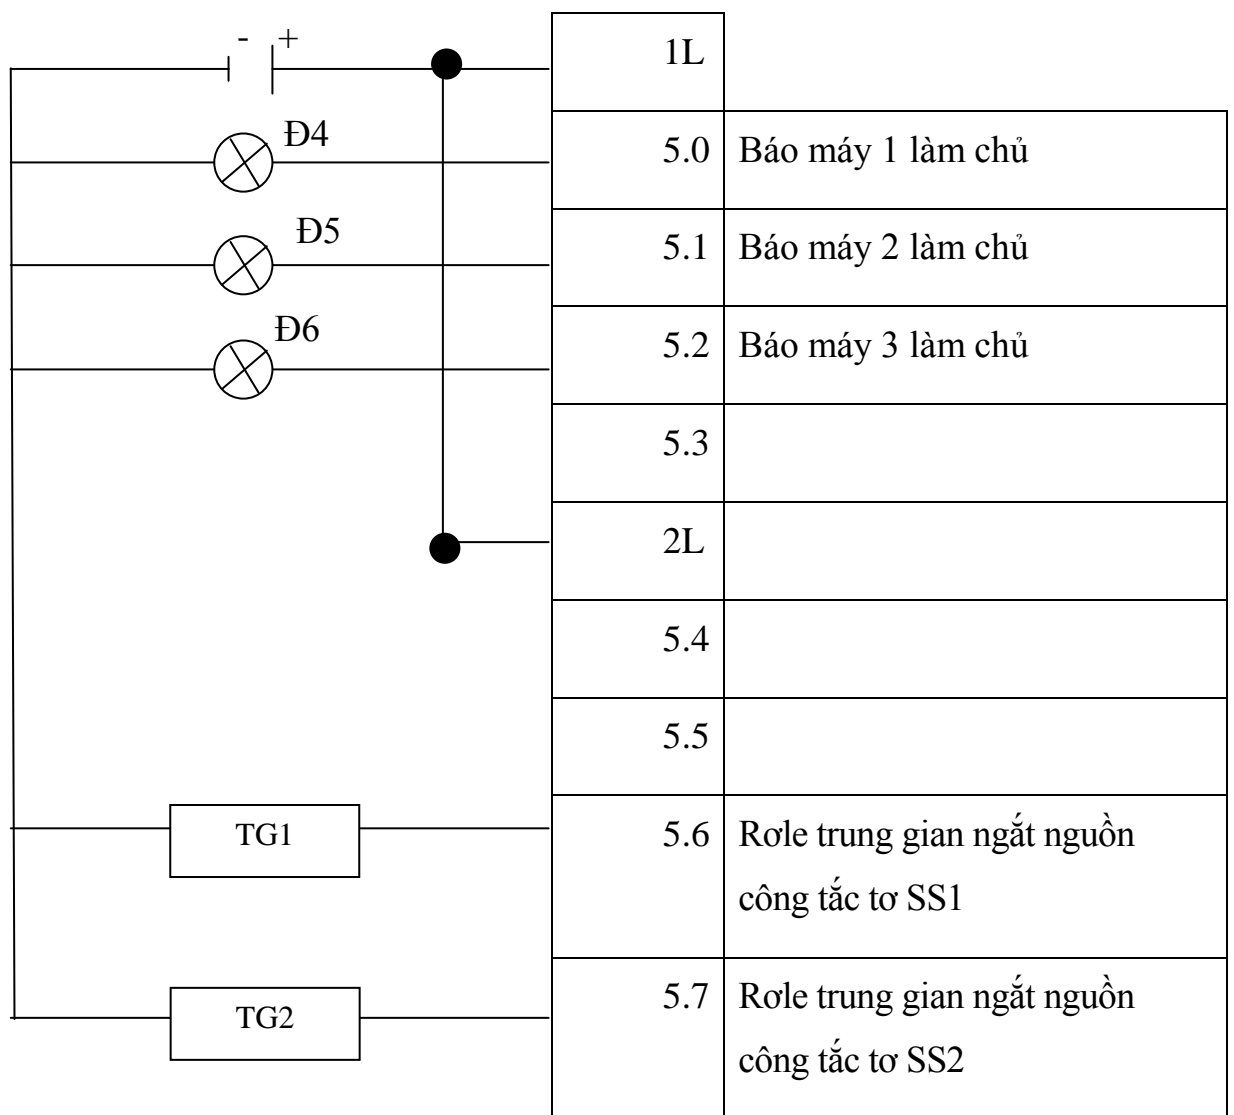 - +
1L
Đ4
5.0 Báo máy 1 làm chủ
Đ5
5.1 Báo máy 2 làm chủ
Đ6
5.2 Báo máy 3 làm chủ
5.3
2L
5.4
5.5
TG1
5.6 Rơle trung gian ngắt nguồn
công tắc tơ SS1
TG2
5.7 Rơle trung gian ngắt nguồn
công tắc tơ SS2